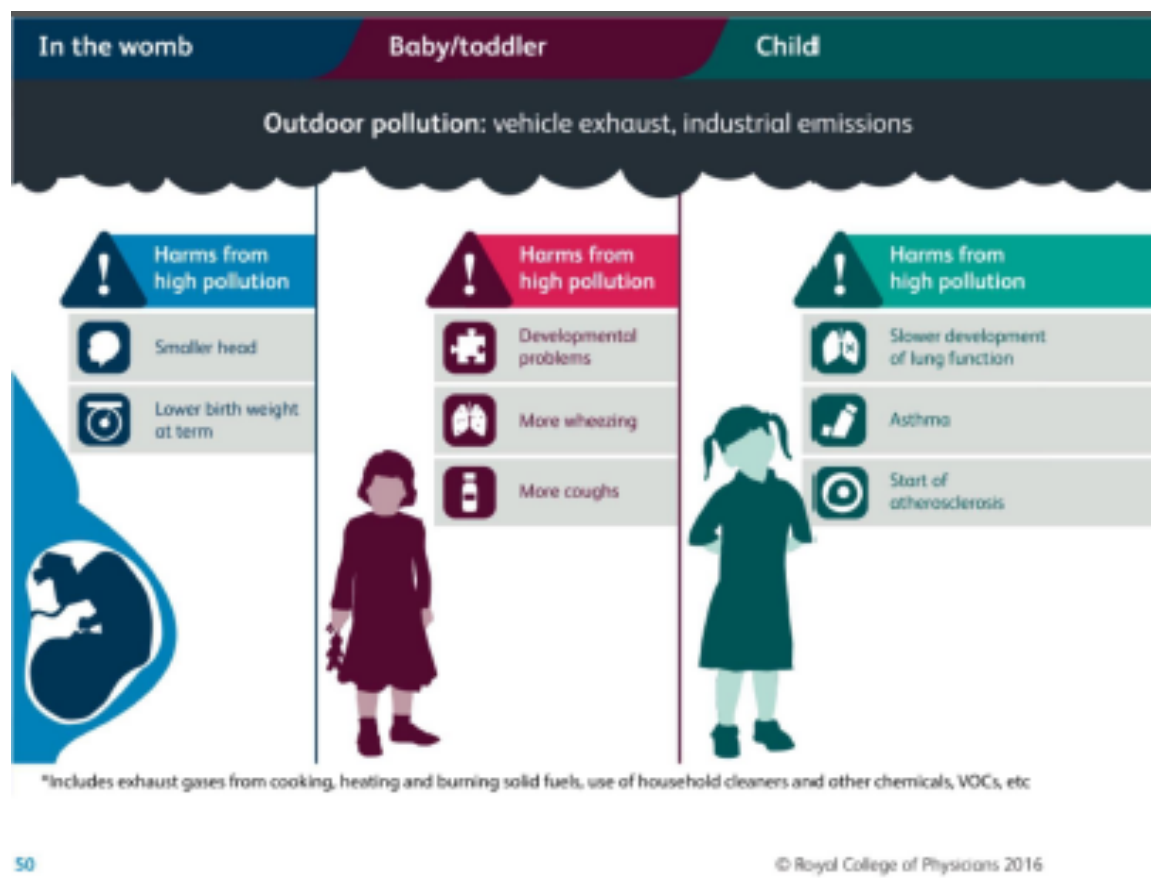 In the womb
Baby/toddler
Child
Outdoor pollution: vehicle exhaust, industrial emissions
Harms from
high pollution
Smaller head
Lower birth weight
at term
Harms from
high pollution
Developmental
problems
More wheezing
More coughs
Harms from
high pollution
Slower development
of lung function
Asthma
Start of
atherosclerosis
*Includes exhaust gases from cooking, heating and burning solid fuels, use of household cleaners and other chemicals, VOCs, etc
50
© Royal College of Physicians 2016